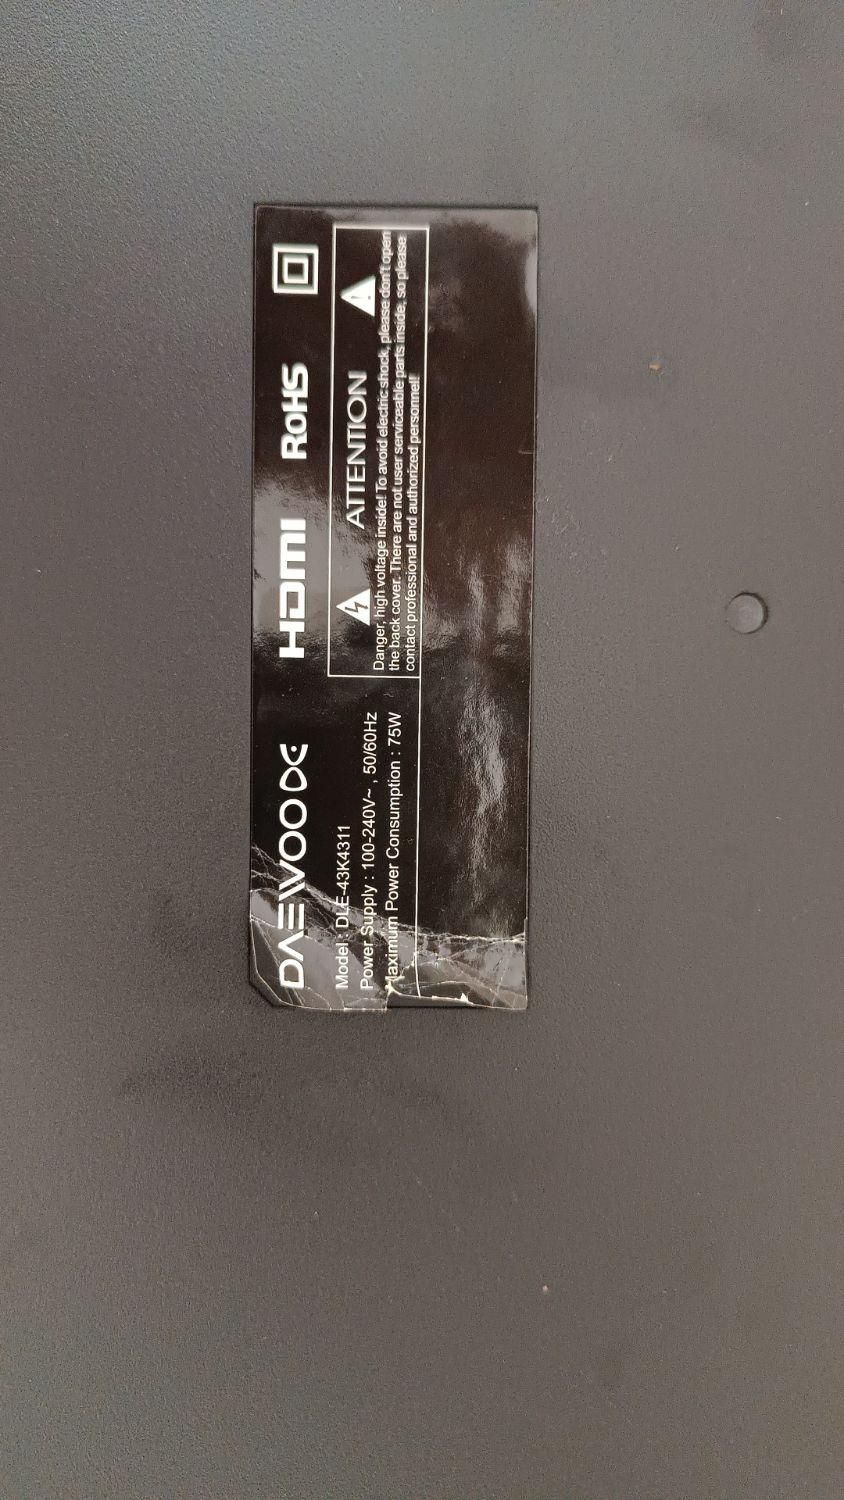 DAEWOO DE HDMI RoHS
Model : DLE-43K4311
Power Supply : 100-240V~ , 50/60Hz
Maximum Power Consumption : 75W
ATTENTION
Danger, high voltage inside! To avoid electric shock, please don't open
the back cover. There are not user serviceable parts inside, so please
contact professional and authorized personnel!